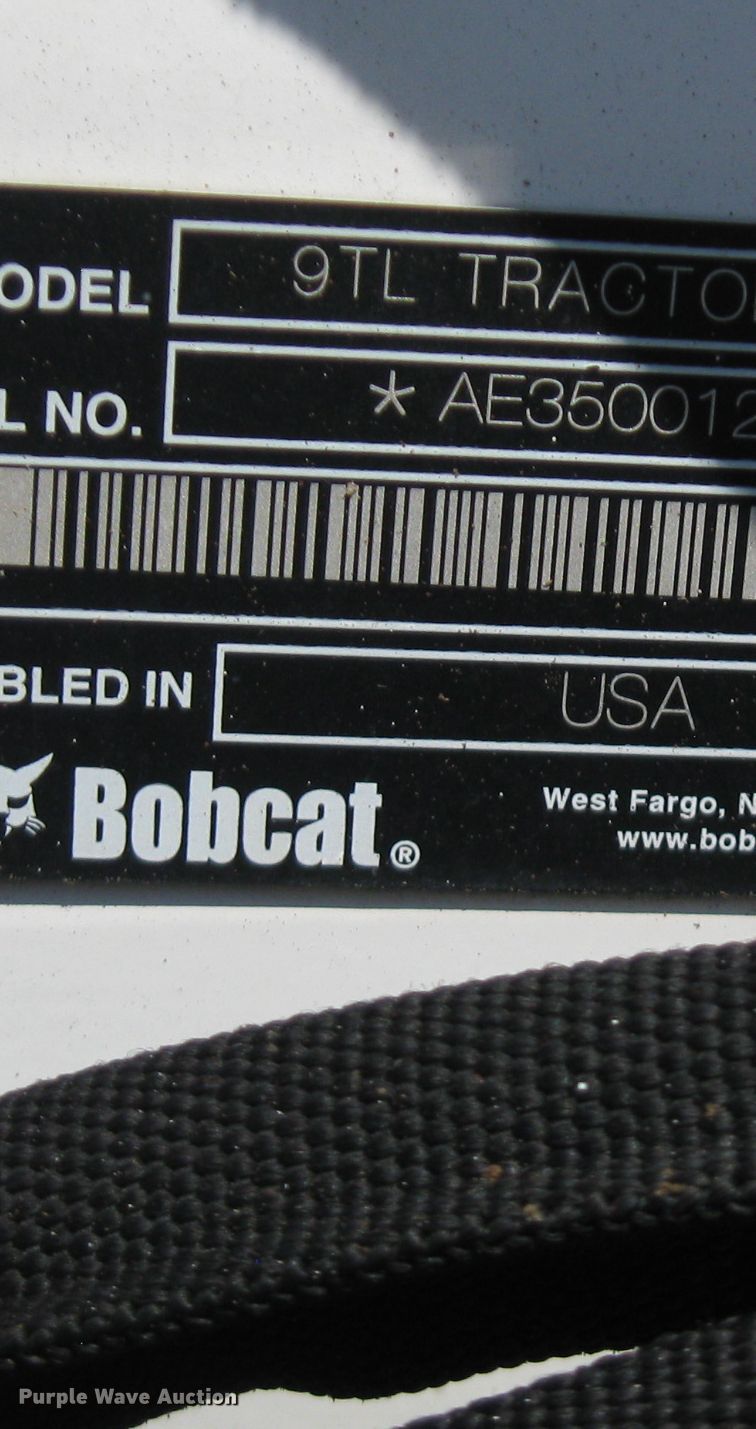 ODEL 9TL TRACTO
L NO. * AE350012
BLED IN USA
Bobcat®
West Fargo, N
www.bob
Purple Wave Auction